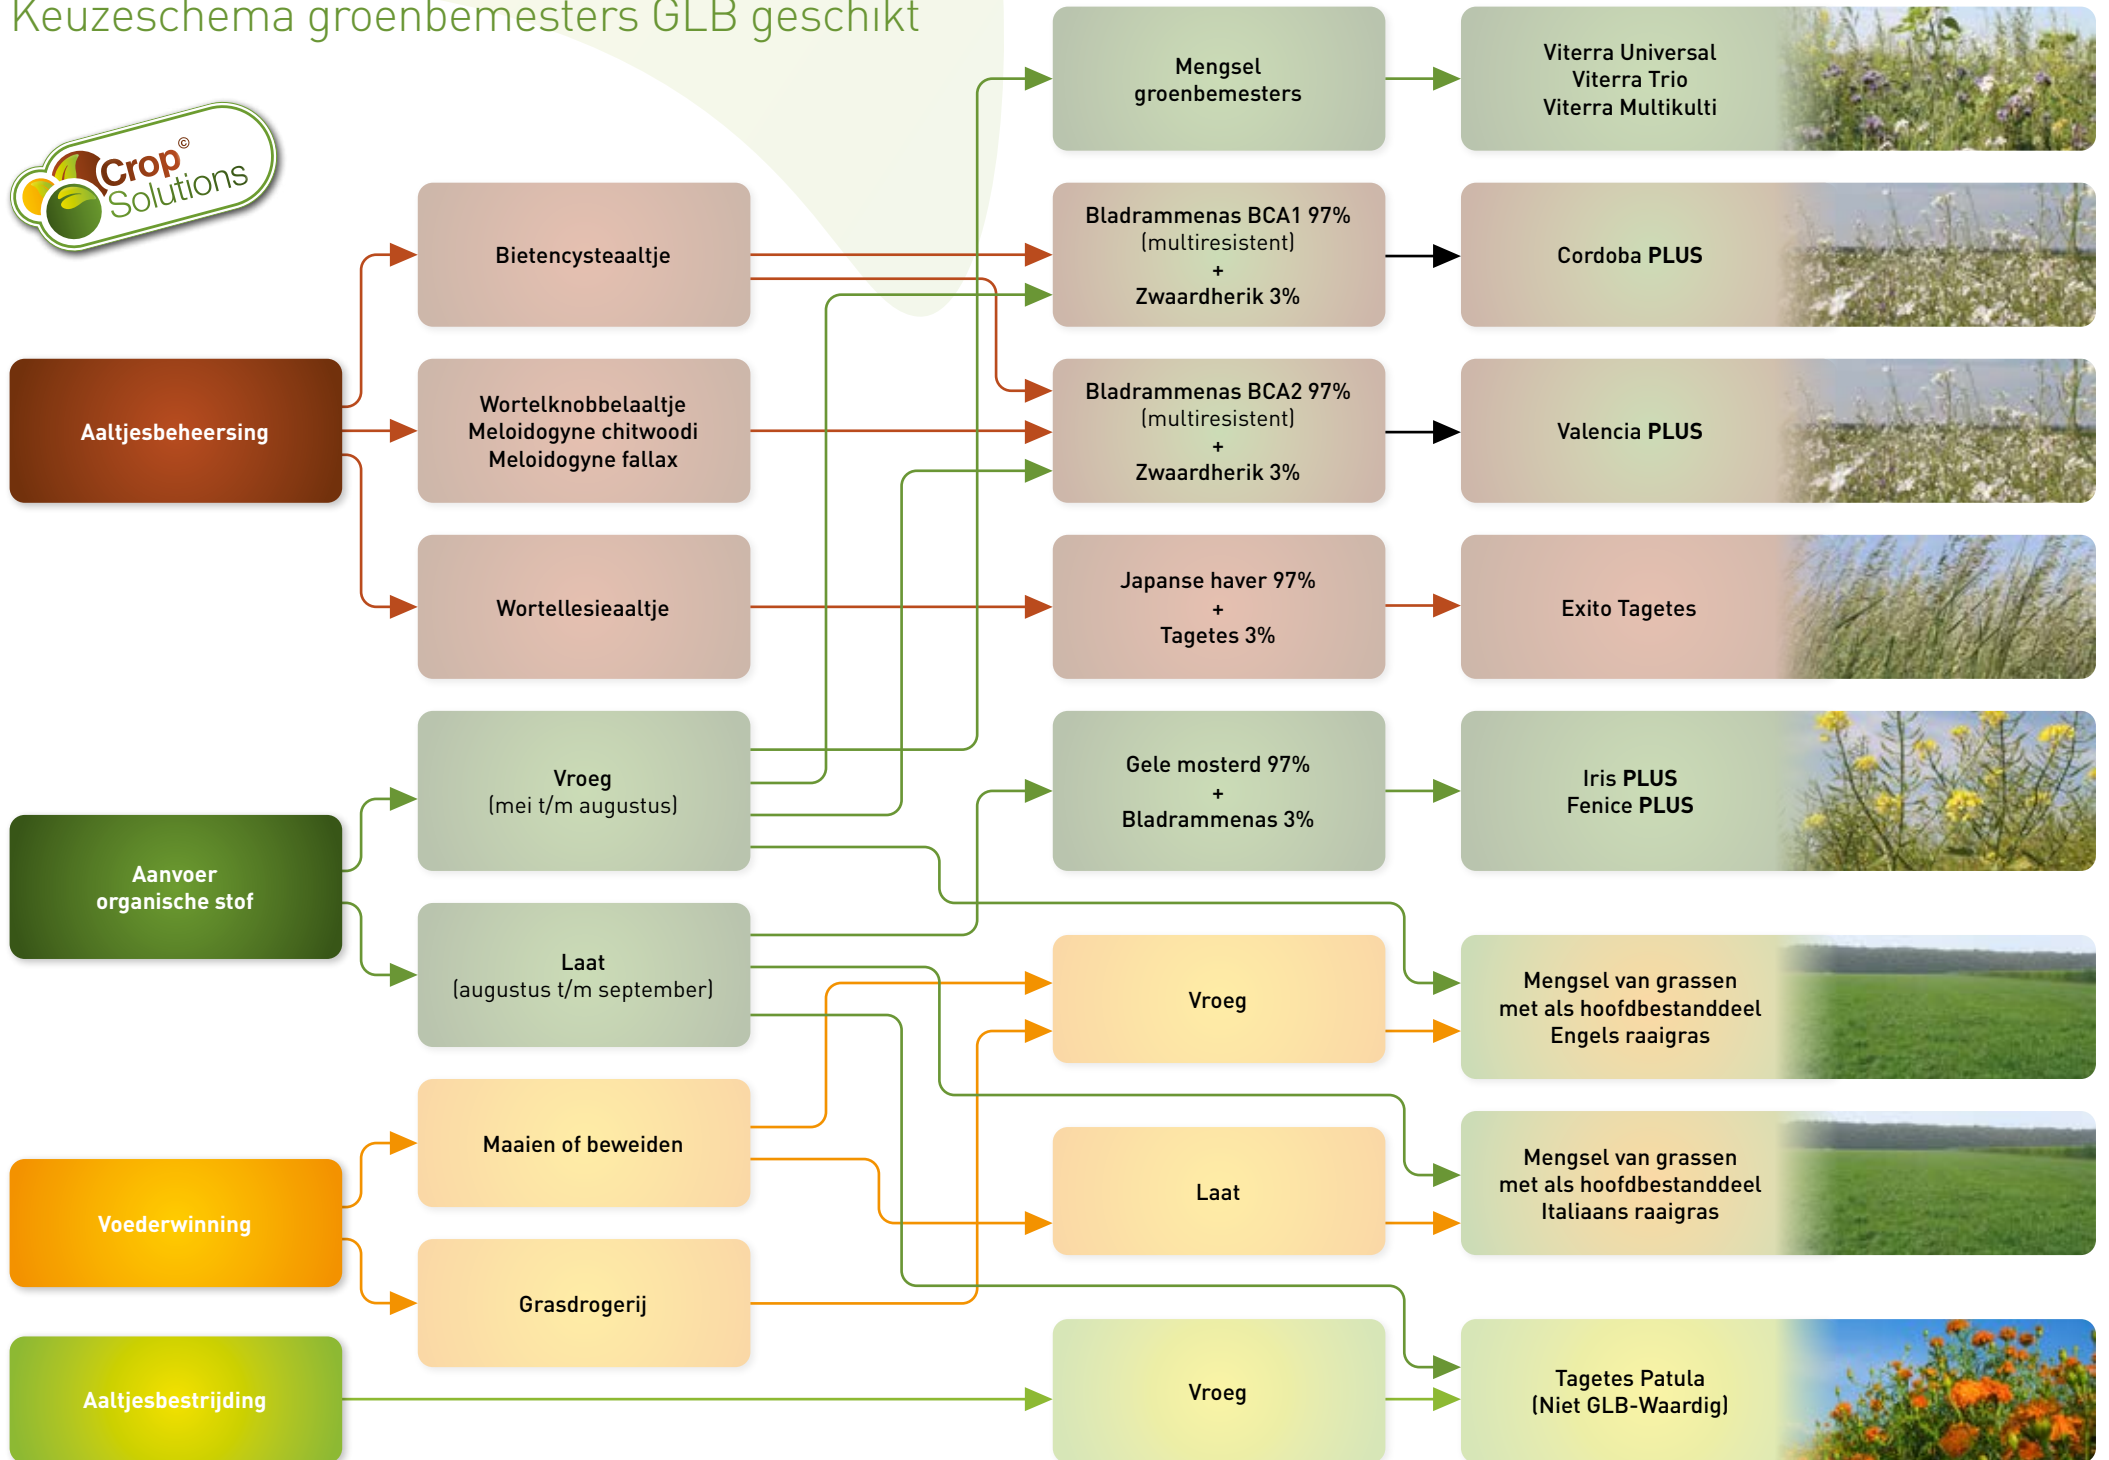 Keuzeschema groenbemesters GLB geschikt
Crop©
Solutions
Mengsel
groenbemesters
Viterra Universal
Viterra Trio
Viterra Multikulti
Bietencysteaaltje
Bladrammenas BCA1 97%
(multiresistent)
+
Zwaardherik 3%
Cordoba PLUS
Aaltjesbeheersing
Wortelknobbelaaltje
Meloidogyne chitwoodi
Meloidogyne fallax
Bladrammenas BCA2 97%
(multiresistent)
+
Zwaardherik 3%
Valencia PLUS
Wortellesieaaltje
Japanse haver 97%
+
Tagetes 3%
Exito Tagetes
Aanvoer
organische stof
Vroeg
(mei t/m augustus)
Gele mosterd 97%
+
Bladrammenas 3%
Iris PLUS
Fenice PLUS
Laat
(augustus t/m september)
Vroeg
Mengsel van grassen
met als hoofdbestanddeel
Engels raaigras
Voederwinning
Maaien of beweiden
Laat
Mengsel van grassen
met als hoofdbestanddeel
Italiaans raaigras
Grasdrogerij
Aaltjesbestrijding
Vroeg
Tagetes Patula
(Niet GLB-Waardig)